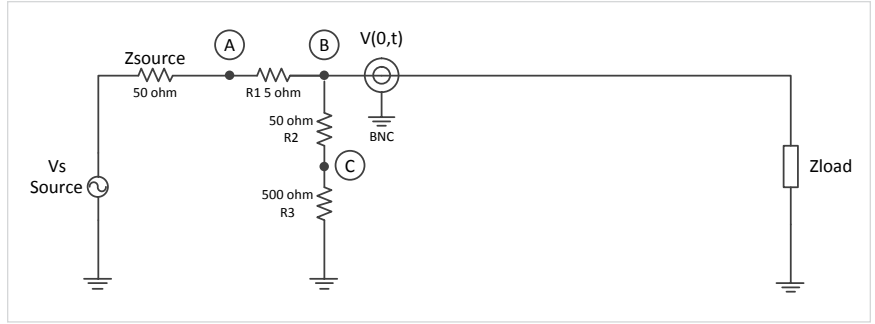 Zsource
50 ohm
A
R1 5 ohm
B
V(0,t)
BNC
50 ohm
R2
C
500 ohm
R3
Vs
Source
Zload